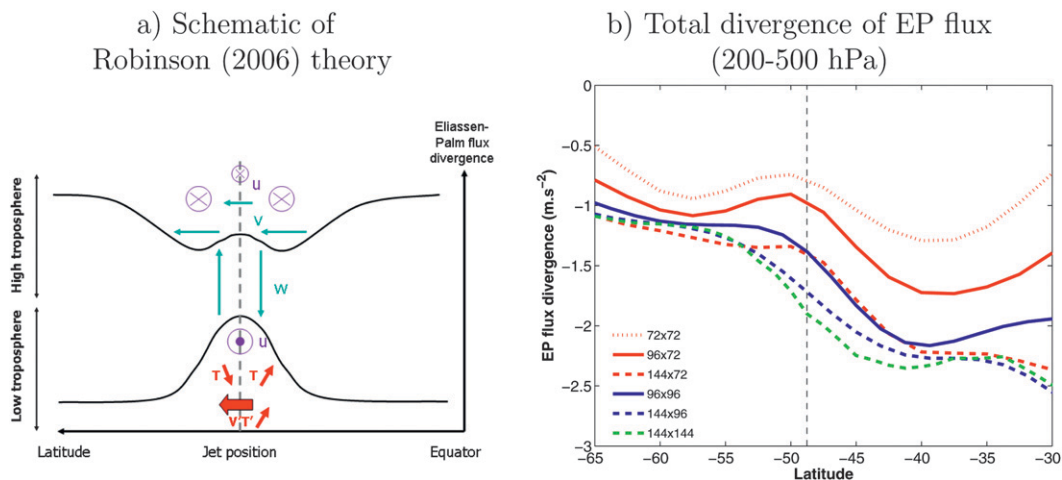 a) Schematic of
Robinson (2006) theory
Eliassen-
Palm flux
divergence
High troposphere
Low troposphere
u
v
w
u
T
T
V'T'
Latitude
Jet position
Equator
b) Total divergence of EP flux
(200-500 hPa)
EP flux divergence (m.s⁻²)
0
−0.5
−1
−1.5
−2
−2.5
−3
72x72
96x72
144x72
96x96
144x96
144x144
−65
−60
−55
−50
−45
−40
−35
−30
Latitude